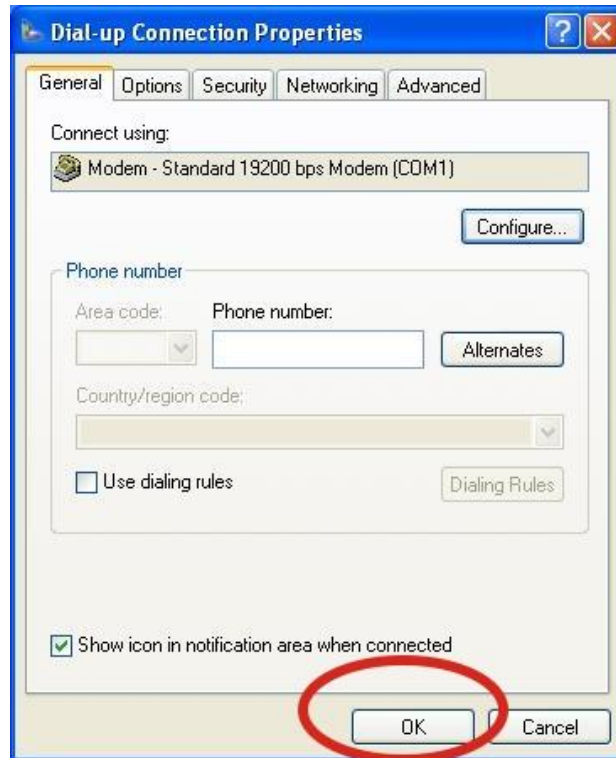 Dial-up Connection Properties
General Options Security Networking Advanced
Connect using:
Modem - Standard 19200 bps Modem (COM1)
Configure...
Phone number
Area code: Phone number:
Alternates
Country/region code:
Use dialing rules Dialing Rules
Show icon in notification area when connected
OK Cancel